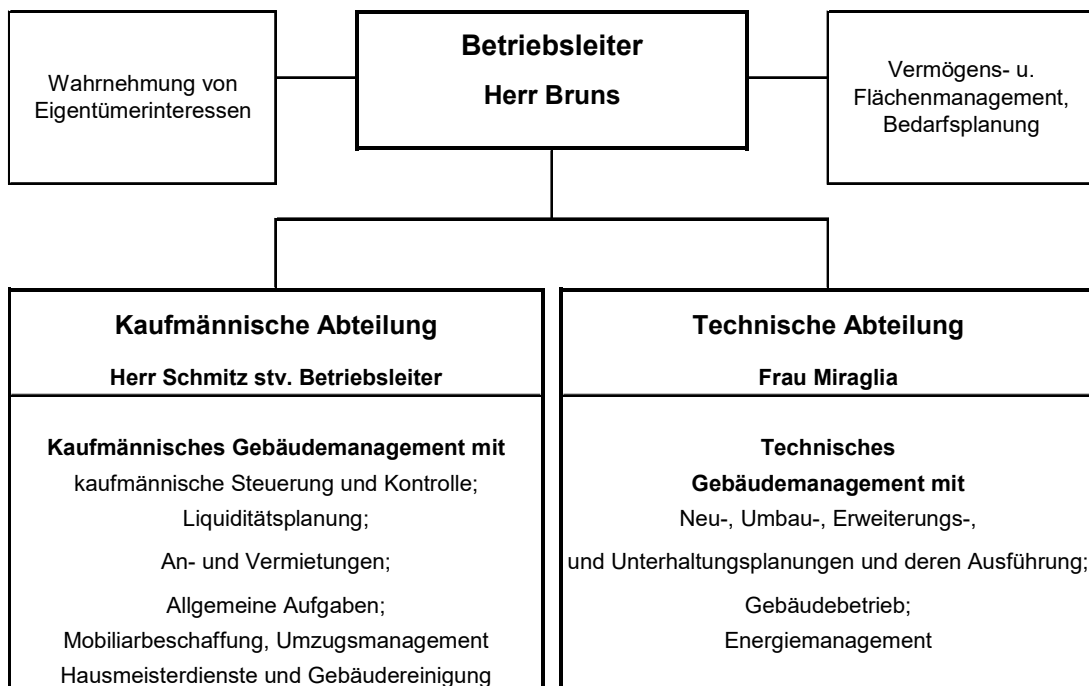 Wahrnehmung von
Eigentümerinteressen
Betriebsleiter
Herr Bruns
Vermögens- u.
Flächenmanagement,
Bedarfsplanung
Kaufmännische Abteilung
Herr Schmitz stv. Betriebsleiter
Kaufmännisches Gebäudemanagement mit
kaufmännische Steuerung und Kontrolle;
Liquiditätsplanung;
An- und Vermietungen;
Allgemeine Aufgaben;
Mobiliarbeschaffung, Umzugsmanagement
Hausmeisterdienste und Gebäudereinigung
Technische Abteilung
Frau Miraglia
Technisches
Gebäudemanagement mit
Neu-, Umbau-, Erweiterungs-,
und Unterhaltungsplanungen und deren Ausführung;
Gebäudebetrieb;
Energiemanagement